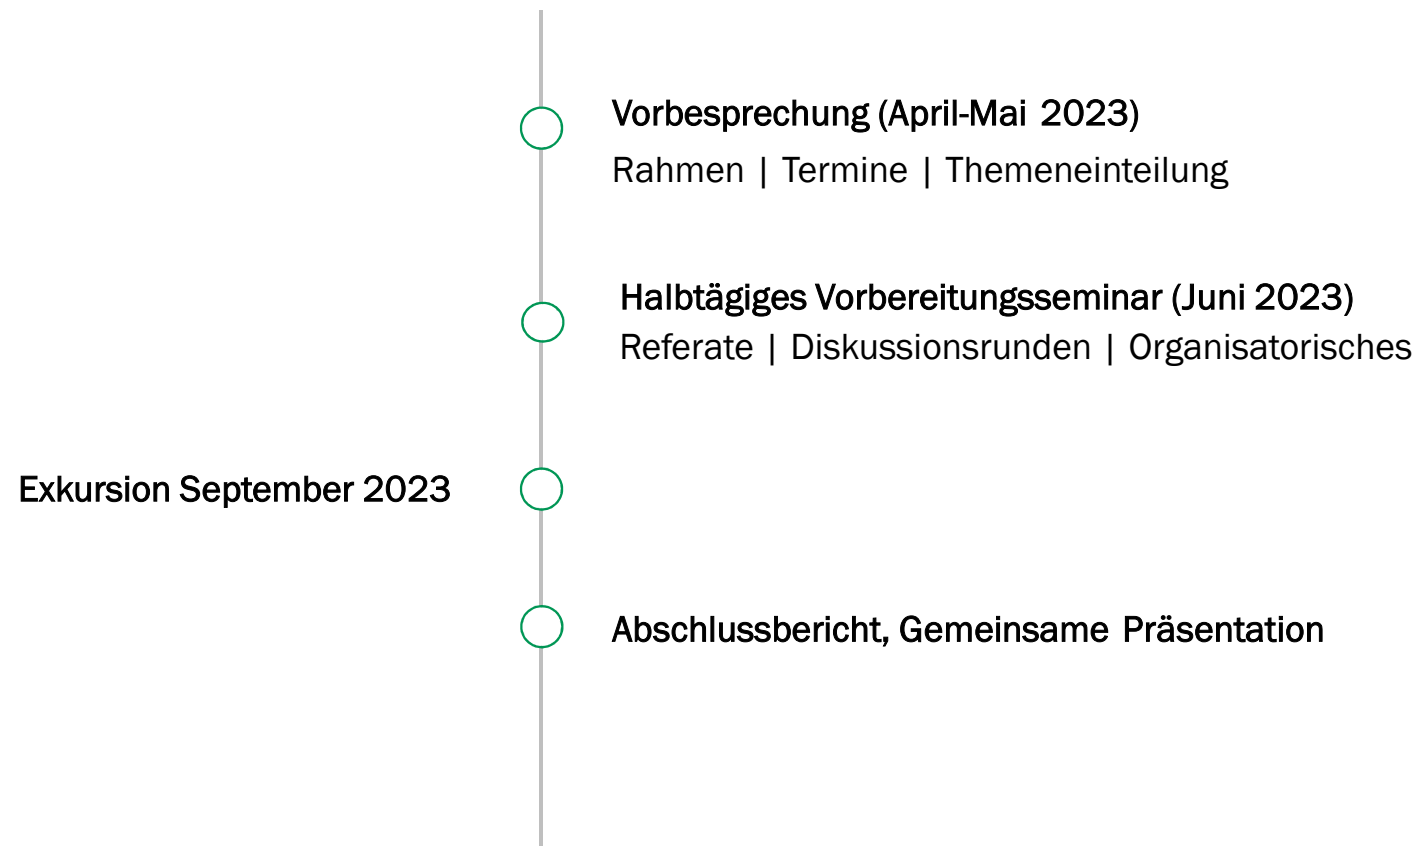 Vorbesprechung (April-Mai 2023)
Rahmen | Termine | Themeneinteilung
Halbtägiges Vorbereitungsseminar (Juni 2023)
Referate | Diskussionsrunden | Organisatorisches
Exkursion September 2023
Abschlussbericht, Gemeinsame Präsentation